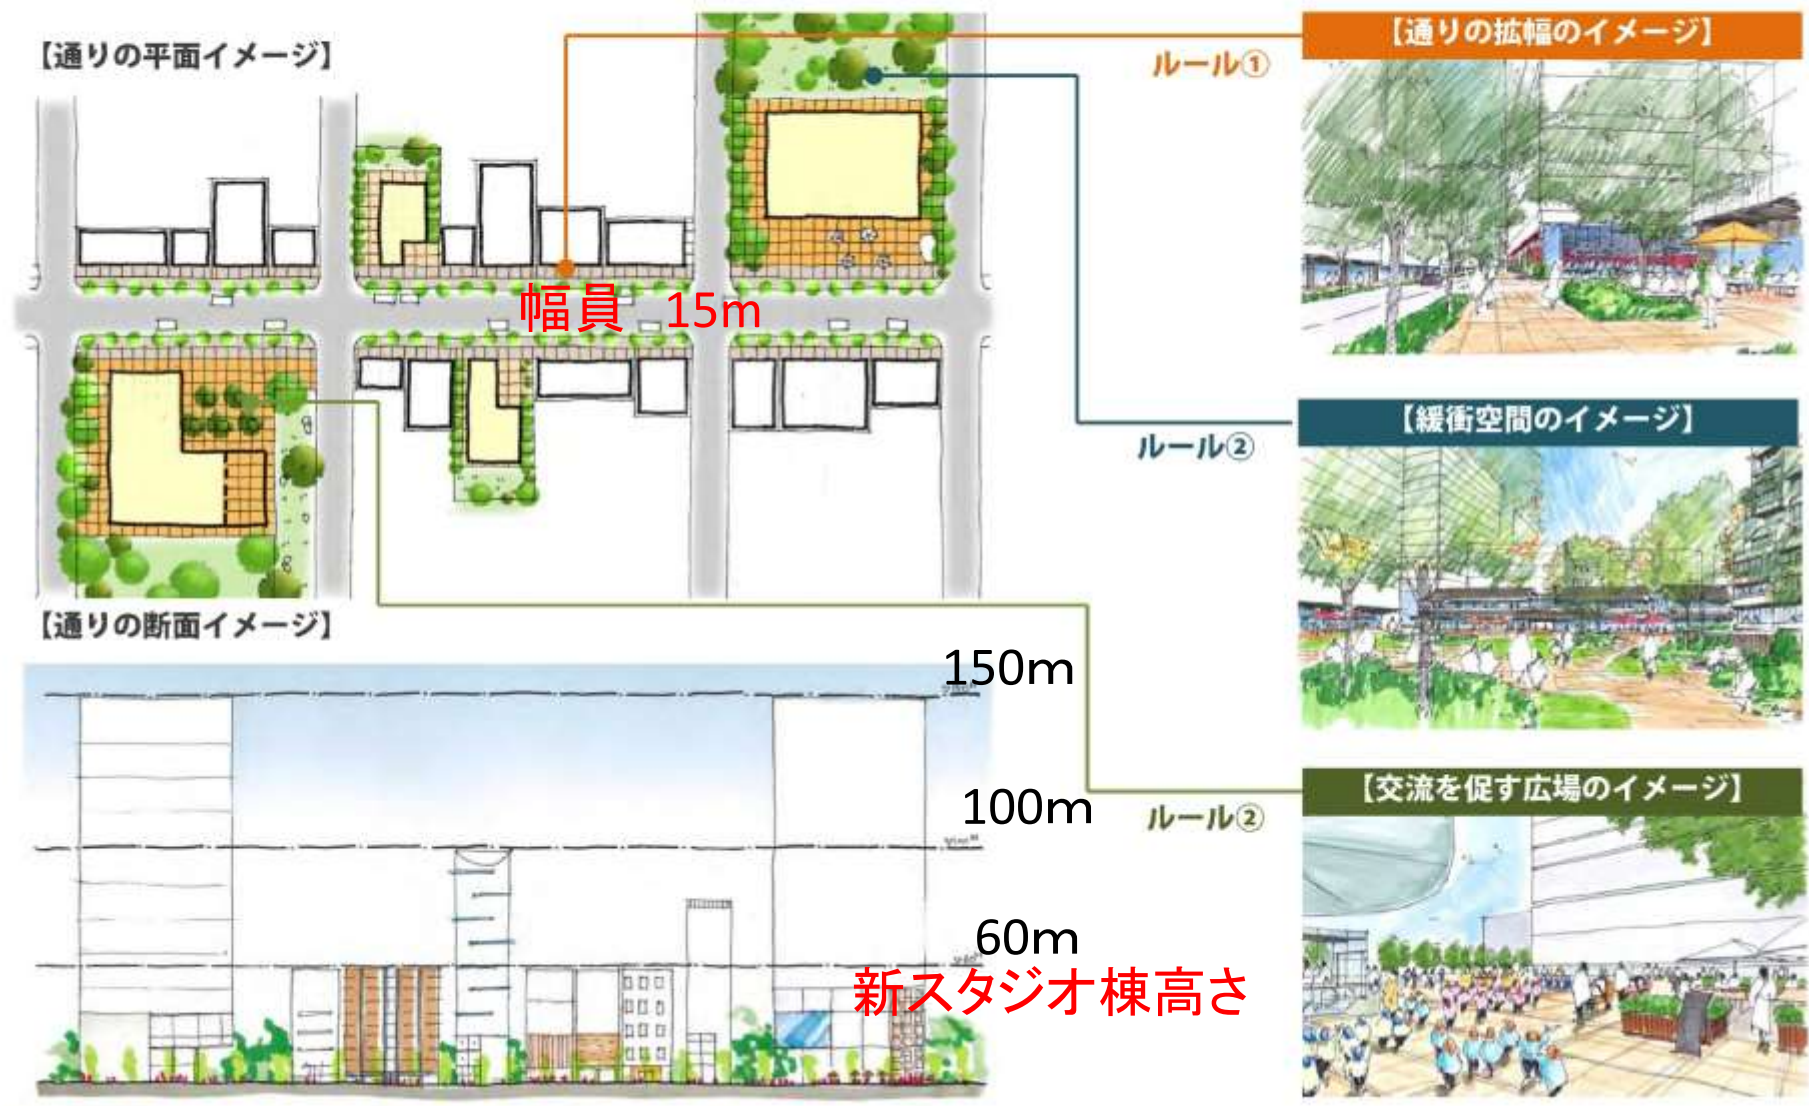 【通りの平面イメージ】
ルール①
【通りの拡幅のイメージ】
幅員 15m
ルール②
【緩衝空間のイメージ】
【通りの断面イメージ】
150m
100m
ルール②
【交流を促す広場のイメージ】
60m
新スタジオ棟高さ